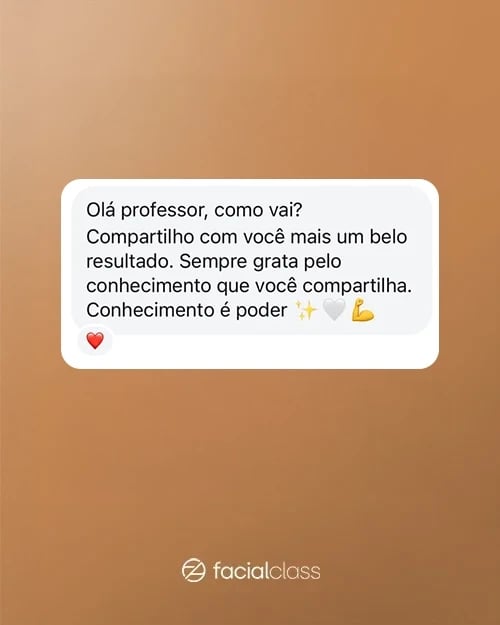 Olá professor, como vai?
Compartilho com você mais um belo
resultado. Sempre grata pelo
conhecimento que você compartilha.
Conhecimento é poder ✨🤍💪
❤️
facialclass